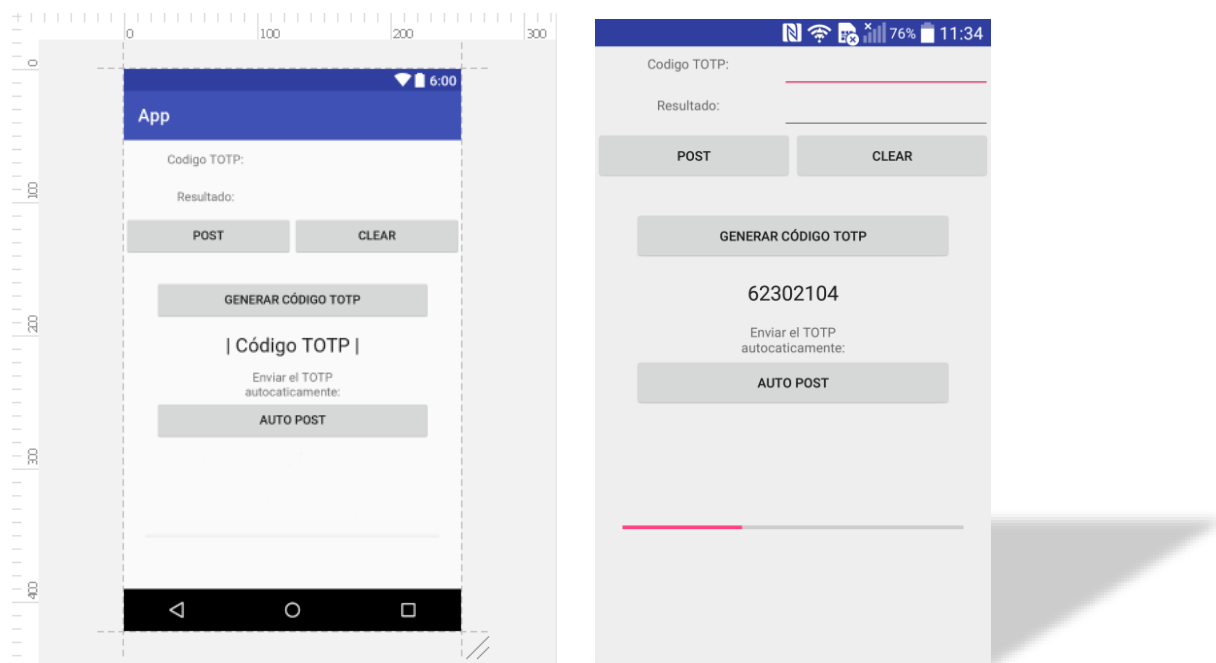 0 100 200 300
0
100
200
300
400
6:00
App
Codigo TOTP:
Resultado:
POST CLEAR
GENERAR CÓDIGO TOTP
| Código TOTP |
Enviar el TOTP
autocaticamente:
AUTO POST
76% 11:34
Codigo TOTP:
Resultado:
POST CLEAR
GENERAR CÓDIGO TOTP
62302104
Enviar el TOTP
autocaticamente:
AUTO POST